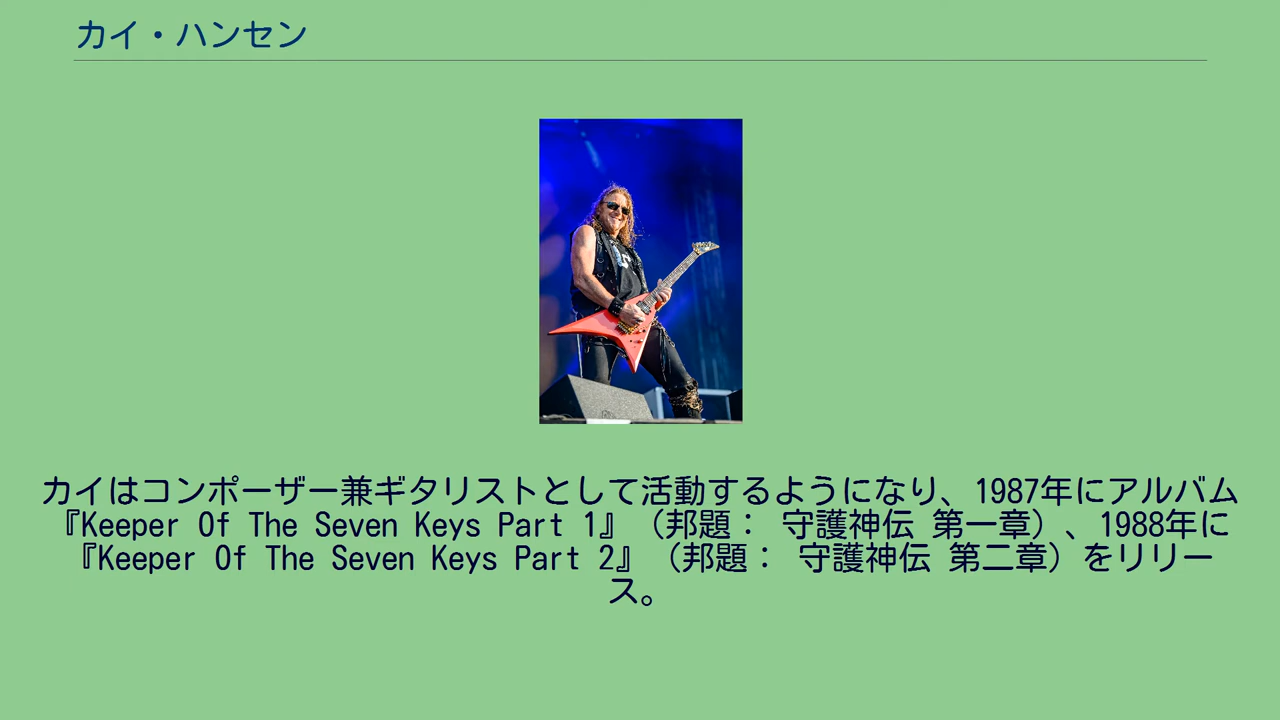 カイ・ハンセン
カイはコンポーザー兼ギタリストとして活動するようになり、1987年にアルバム
『Keeper Of The Seven Keys Part 1』（邦題： 守護神伝 第一章）、1988年に
『Keeper Of The Seven Keys Part 2』（邦題： 守護神伝 第二章）をリリー
ス。